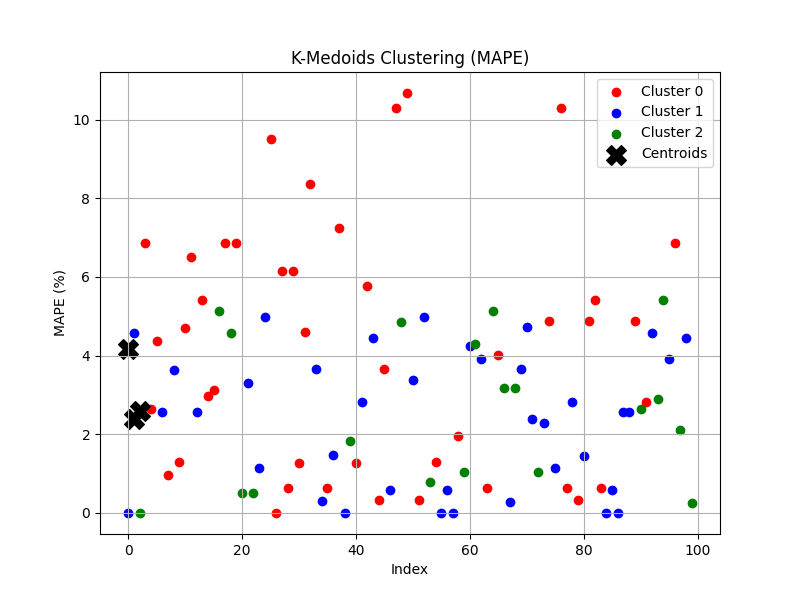 K-Medoids Clustering (MAPE)
Cluster 0
Cluster 1
Cluster 2
Centroids
MAPE (%)
10
8
6
4
2
0
0 20 40 60 80 100
Index